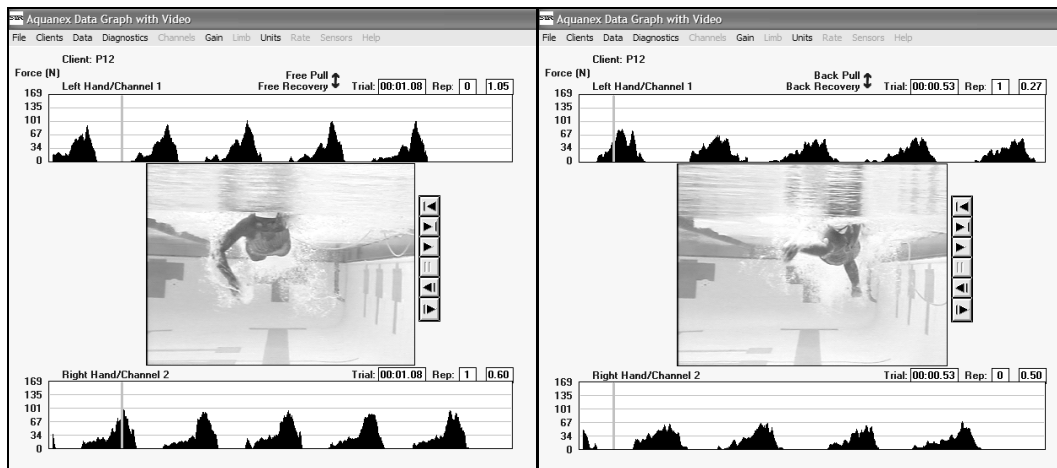 STAR Aquanex Data Graph with Video
File Clients Data Diagnostics Channels Gain Limb Units Rate Sensors Help
Client: P12
Force (N)
Free Pull
Left Hand/Channel 1 Free Recovery Trial: 00:01.08 Rep: 0 1.05
169
135
101
67
34
0
Right Hand/Channel 2 Trial: 00:01.08 Rep: 1 0.60
169
135
101
67
34
0
STAR Aquanex Data Graph with Video
File Clients Data Diagnostics Channels Gain Limb Units Rate Sensors Help
Client: P12
Force (N)
Back Pull
Left Hand/Channel 1 Back Recovery Trial: 00:00.53 Rep: 1 0.27
169
135
101
67
34
0
Right Hand/Channel 2 Trial: 00:00.53 Rep: 0 0.50
169
135
101
67
34
0